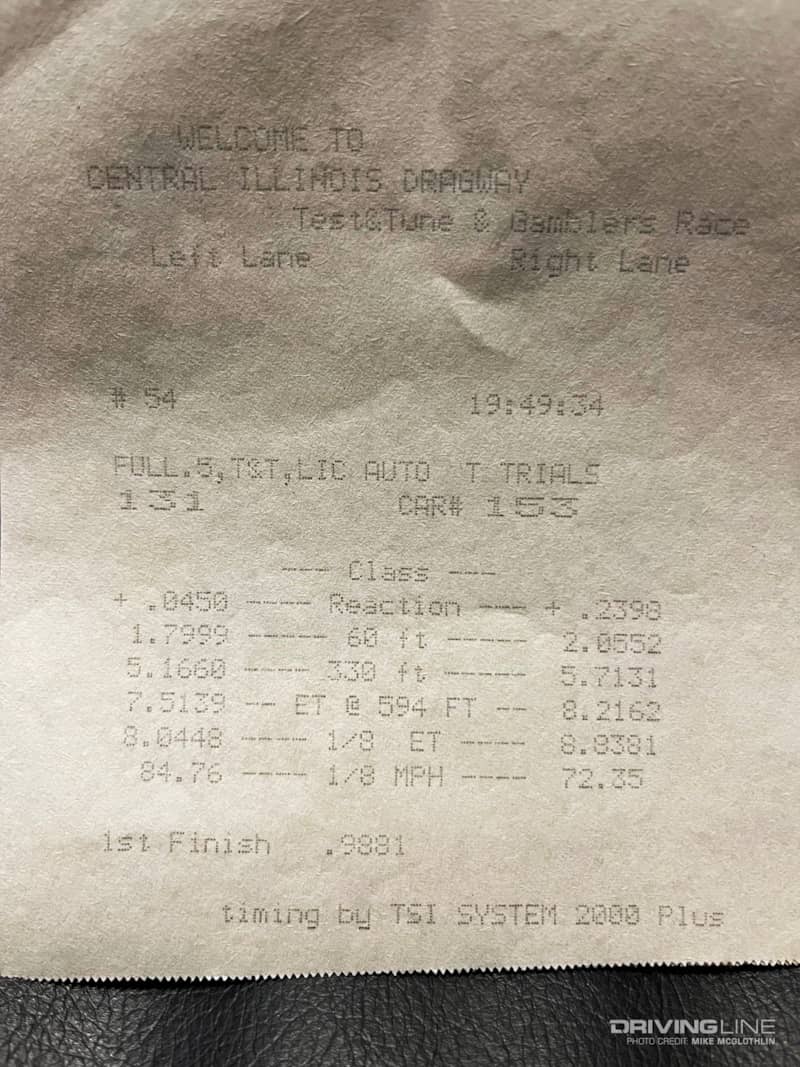 WELCOME TO
CENTRAL ILLINOIS DRAGWAY
Test&Tune & Gamblers Race
Left Lane Right Lane
# 54 19:49:34
FULL.5,T&T,LIC AUTO T TRIALS
131 CAR# 153
--- Class ---
+ .0450 ---- Reaction --- + .2398
1.7999 ----- 60 ft ----- 2.0552
5.1660 ---- 330 ft ----- 5.7131
7.5139 -- ET @ 594 FT -- 8.2162
8.0448 ---- 1/8 ET ---- 8.8381
84.76 ---- 1/8 MPH ---- 72.35
1st Finish .9881
timing by TSI SYSTEM 2000 Plus
DRIVINGLINE
PHOTO CREDIT: MIKE MCGLOTHLIN